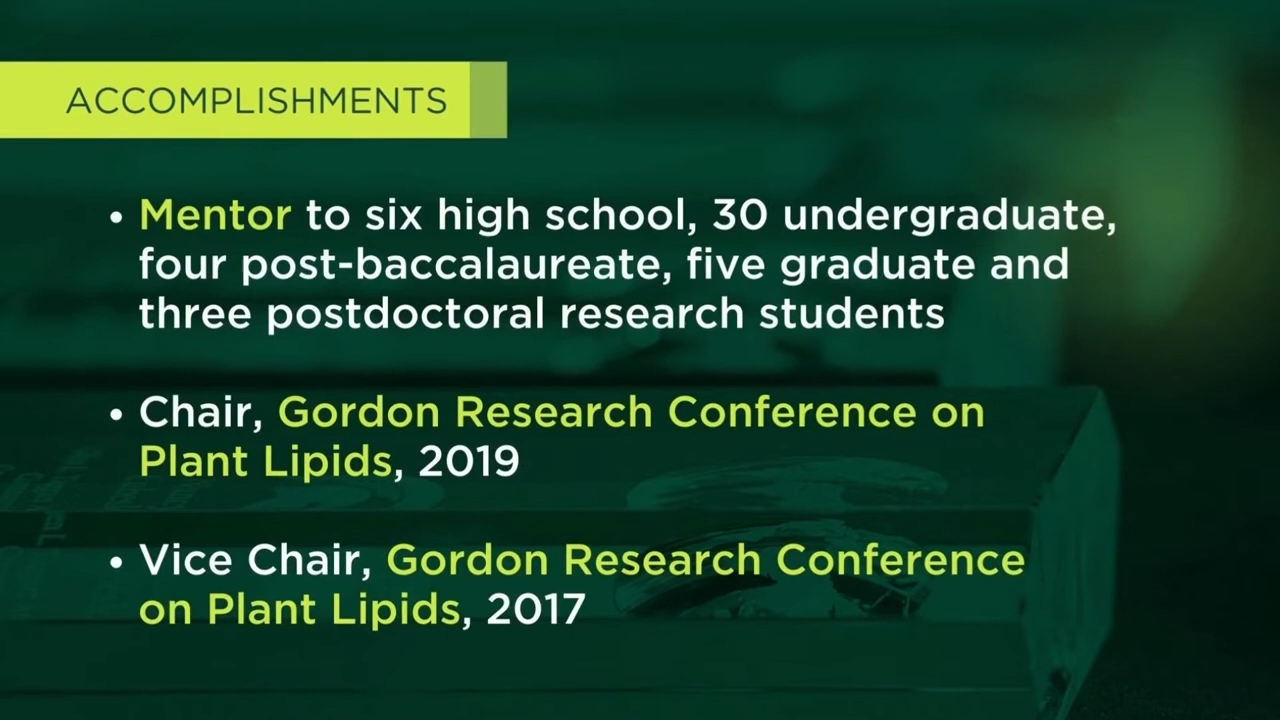 ACCOMPLISHMENTS
• Mentor to six high school, 30 undergraduate,
four post-baccalaureate, five graduate and
three postdoctoral research students
• Chair, Gordon Research Conference on
Plant Lipids, 2019
• Vice Chair, Gordon Research Conference
on Plant Lipids, 2017